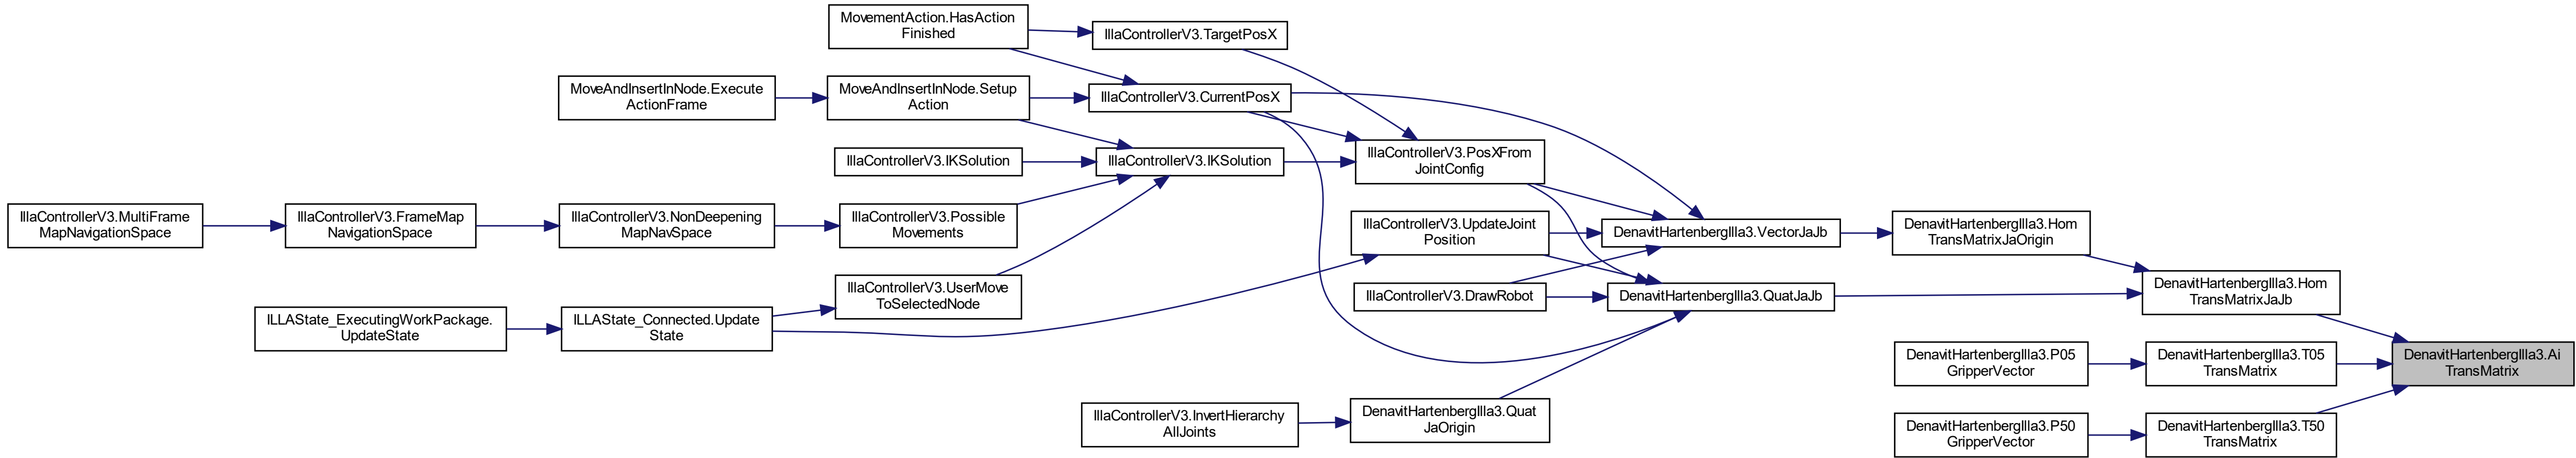 MovementAction.HasAction
Finished
IllaControllerV3.TargetPosX
MoveAndInsertInNode.Execute
ActionFrame
MoveAndInsertInNode.Setup
Action
IllaControllerV3.CurrentPosX
IllaControllerV3.IKSolution
IllaControllerV3.IKSolution
IllaControllerV3.PosXFrom
JointConfig
IllaControllerV3.MultiFrame
MapNavigationSpace
IllaControllerV3.FrameMap
NavigationSpace
IllaControllerV3.NonDeepening
MapNavSpace
IllaControllerV3.Possible
Movements
IllaControllerV3.UpdateJoint
Position
DenavitHartenbergIlla3.VectorJaJb
DenavitHartenbergIlla3.Hom
TransMatrixJaOrigin
IllaControllerV3.UserMove
ToSelectedNode
IllaControllerV3.DrawRobot
DenavitHartenbergIlla3.QuatJaJb
DenavitHartenbergIlla3.Hom
TransMatrixJaJb
ILLAState_ExecutingWorkPackage.
UpdateState
ILLAState_Connected.Update
State
DenavitHartenbergIlla3.P05
GripperVector
DenavitHartenbergIlla3.T05
TransMatrix
DenavitHartenbergIlla3.Ai
TransMatrix
IllaControllerV3.InvertHierarchy
AllJoints
DenavitHartenbergIlla3.Quat
JaOrigin
DenavitHartenbergIlla3.P50
GripperVector
DenavitHartenbergIlla3.T50
TransMatrix